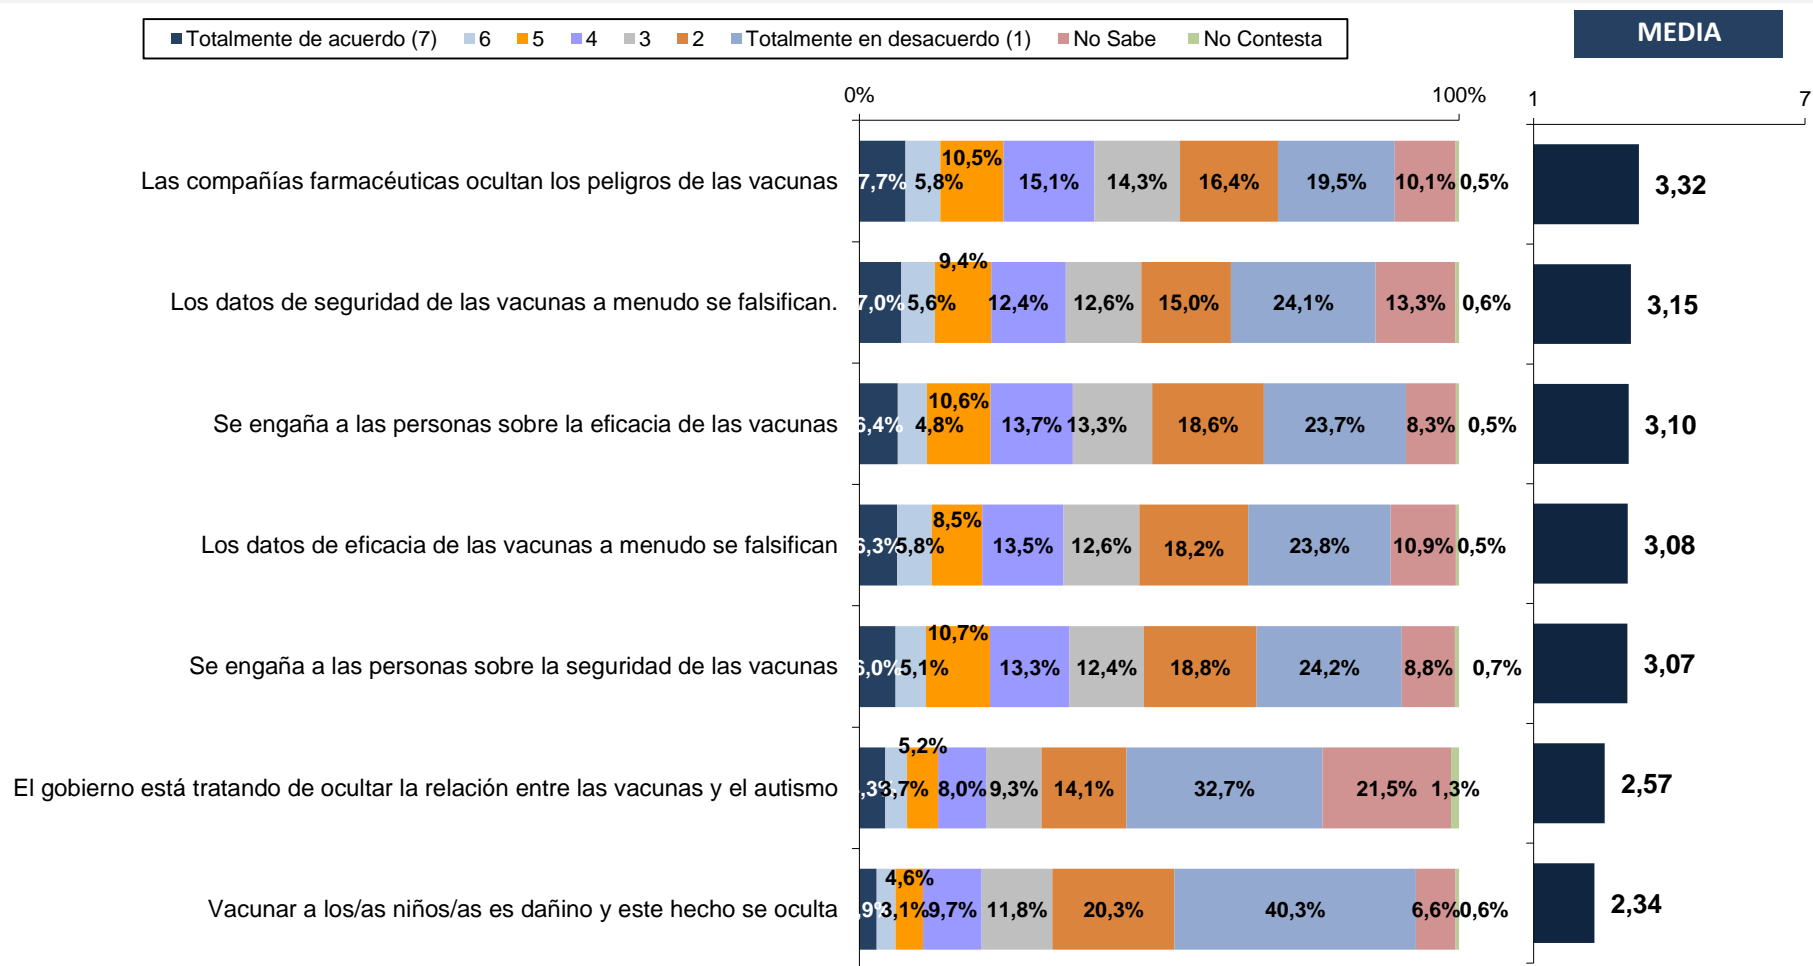 Totalmente de acuerdo (7) 6 5 4 3 2 Totalmente en desacuerdo (1) No Sabe No Contesta
MEDIA
0% 100% 1 7
Las compañías farmacéuticas ocultan los peligros de las vacunas 7,7% 5,8% 10,5% 15,1% 14,3% 16,4% 19,5% 10,1% 0,5% 3,32
Los datos de seguridad de las vacunas a menudo se falsifican. 7,0% 5,6% 9,4% 12,4% 12,6% 15,0% 24,1% 13,3% 0,6% 3,15
Se engaña a las personas sobre la eficacia de las vacunas 6,4% 4,8% 10,6% 13,7% 13,3% 18,6% 23,7% 8,3% 0,5% 3,10
Los datos de eficacia de las vacunas a menudo se falsifican 6,3% 5,8% 8,5% 13,5% 12,6% 18,2% 23,8% 10,9% 0,5% 3,08
Se engaña a las personas sobre la seguridad de las vacunas 6,0% 5,1% 10,7% 13,3% 12,4% 18,8% 24,2% 8,8% 0,7% 3,07
El gobierno está tratando de ocultar la relación entre las vacunas y el autismo ,3% 3,7% 5,2% 8,0% 9,3% 14,1% 32,7% 21,5% 1,3% 2,57
Vacunar a los/as niños/as es dañino y este hecho se oculta ,9% 3,1% 4,6% 9,7% 11,8% 20,3% 40,3% 6,6% 0,6% 2,34